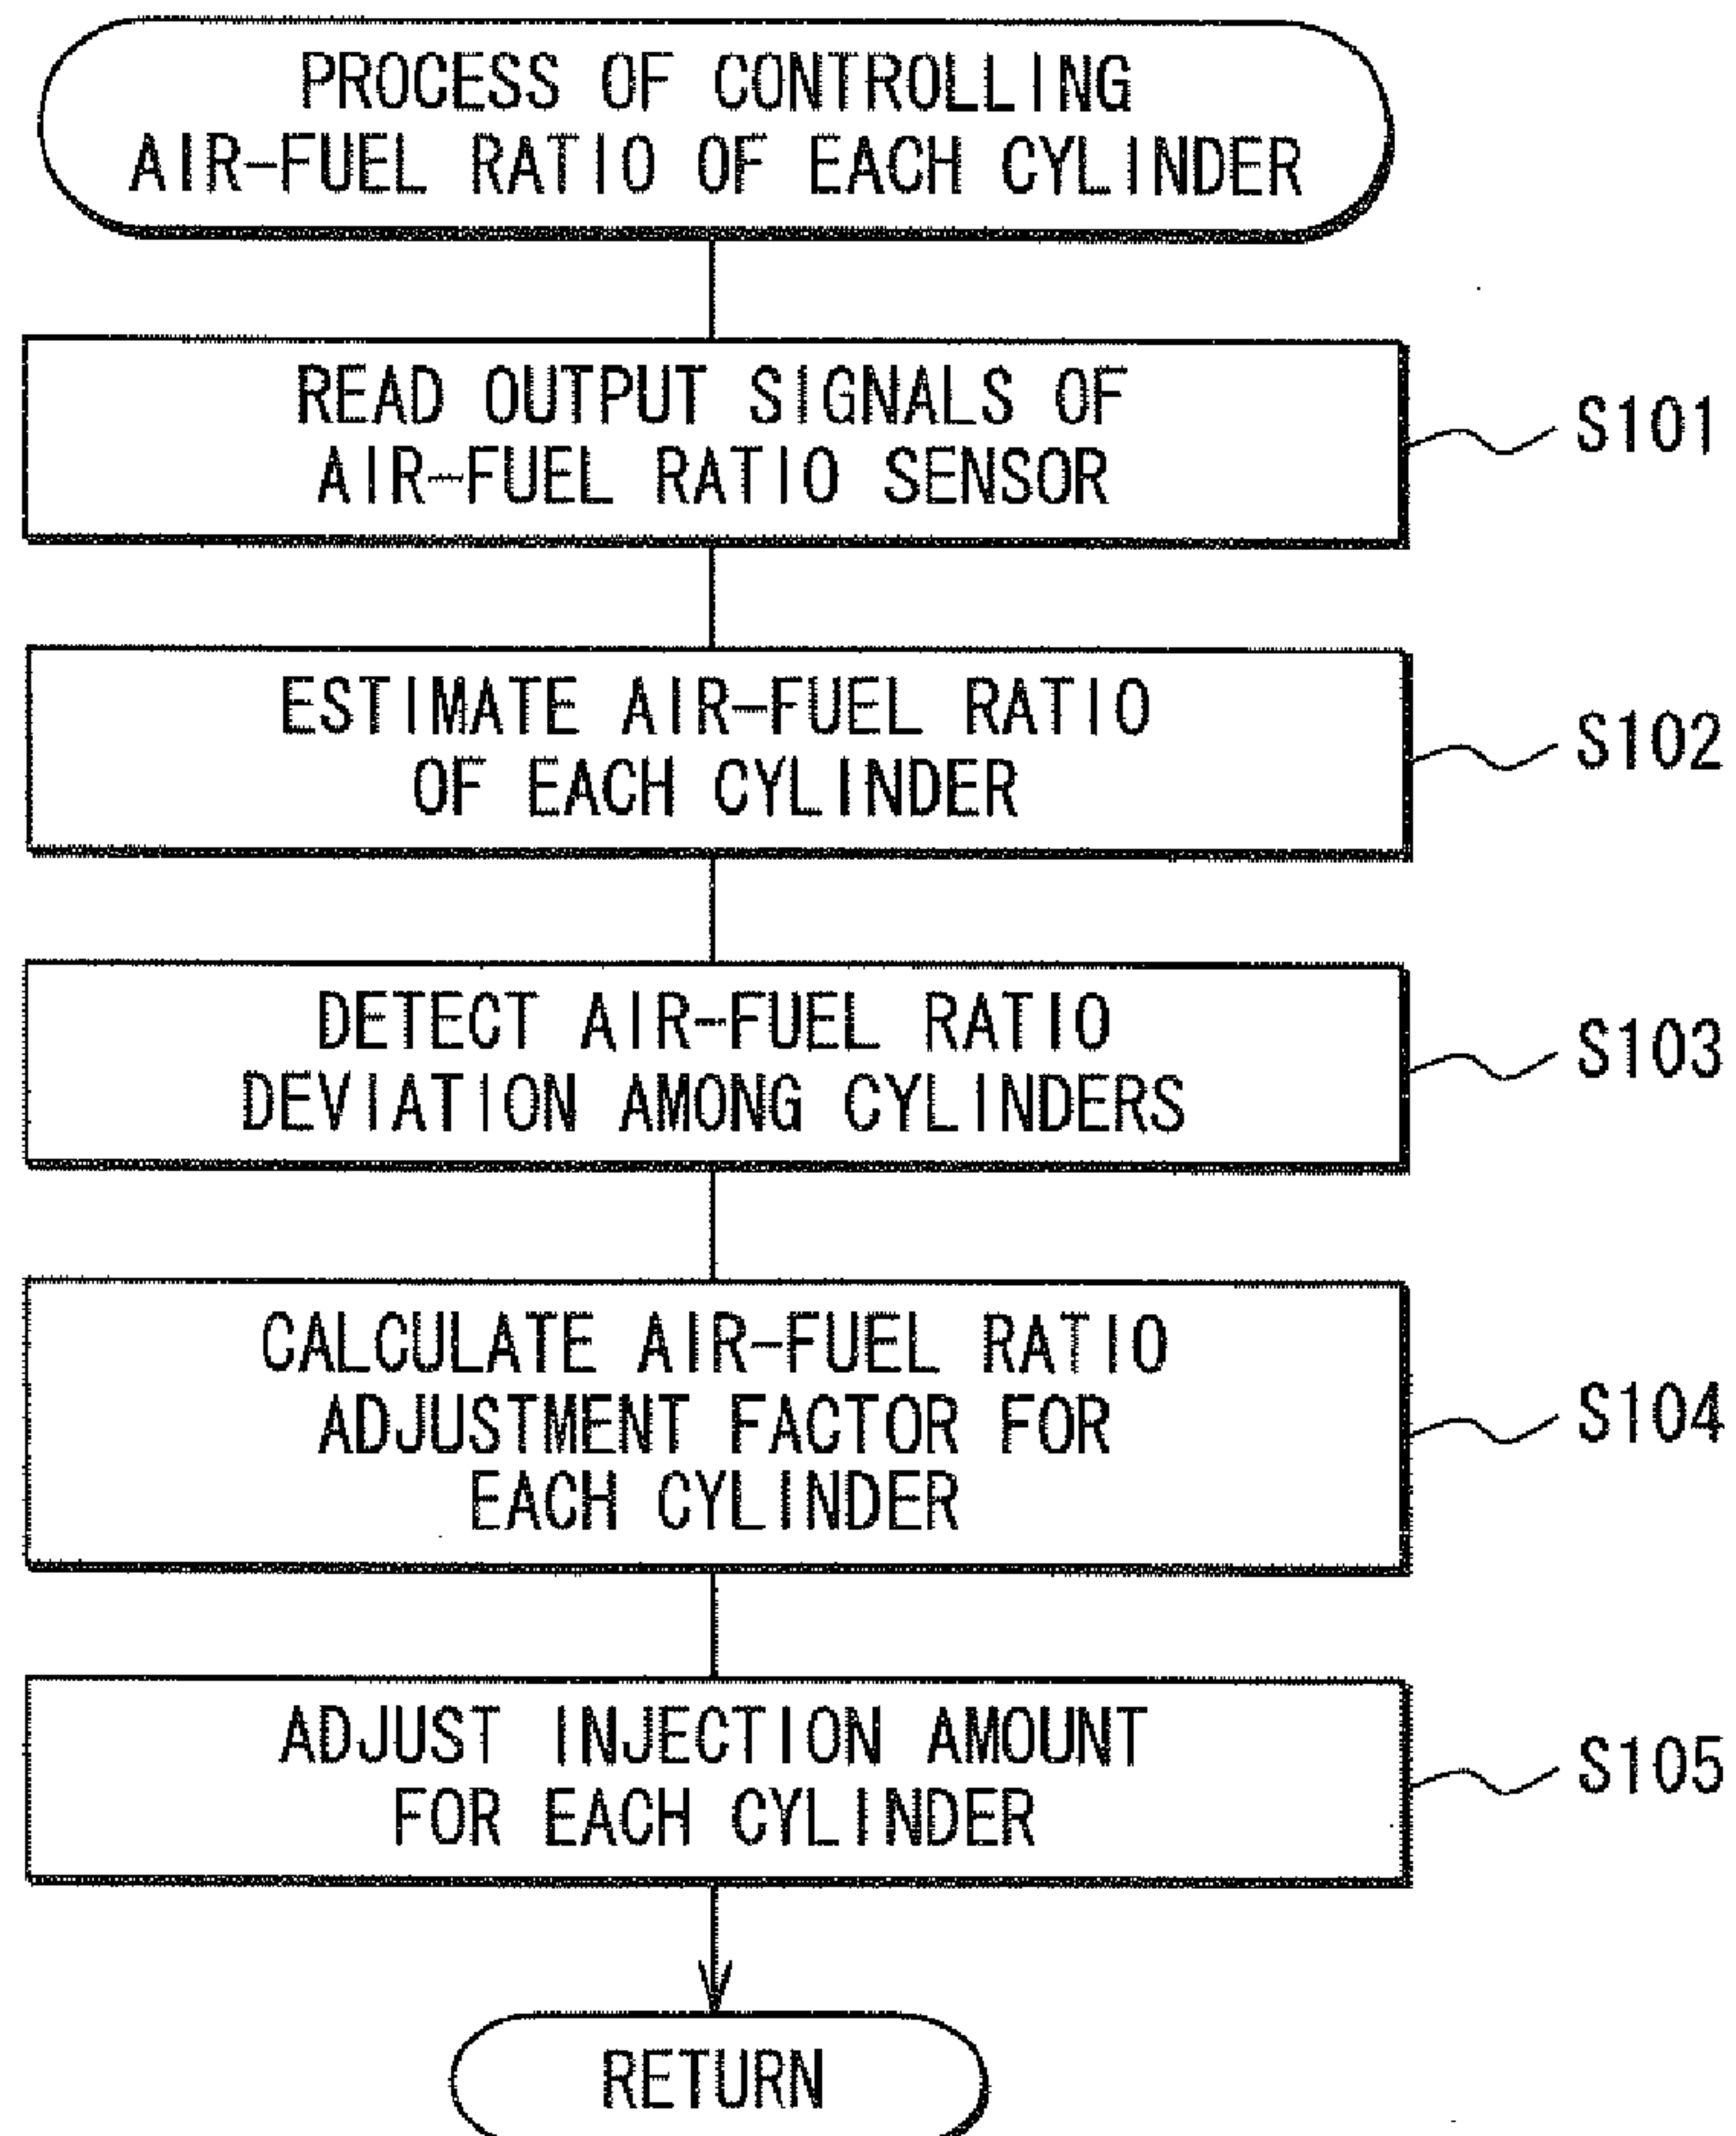 PROCESS OF CONTROLLING
AIR-FUEL RATIO OF EACH CYLINDER
READ OUTPUT SIGNALS OF
AIR-FUEL RATIO SENSOR
S101
ESTIMATE AIR-FUEL RATIO
OF EACH CYLINDER
S102
DETECT AIR-FUEL RATIO
DEVIATION AMONG CYLINDERS
S103
CALCULATE AIR-FUEL RATIO
ADJUSTMENT FACTOR FOR
EACH CYLINDER
S104
ADJUST INJECTION AMOUNT
FOR EACH CYLINDER
S105
RETURN